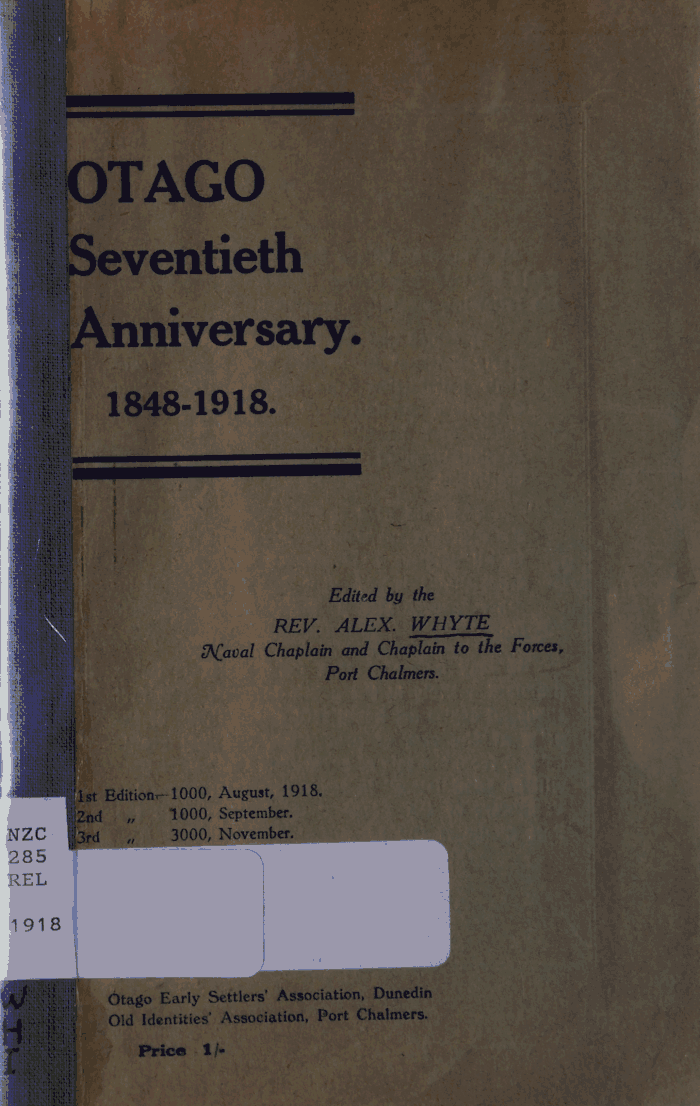 OTAGO
Seventieth
Anniversary.
1848-1918.
Edited by the
REV. ALEX. WHYTE
Naval Chaplain and Chaplain to the Forces,
Port Chalmers.
1st Edition—1000, August, 1918.
2nd „ 1000, September.
3rd „ 3000, November.
NZC
285
REL
1918
Otago Early Settlers' Association, Dunedin
Old Identities' Association, Port Chalmers.
Price 1/-